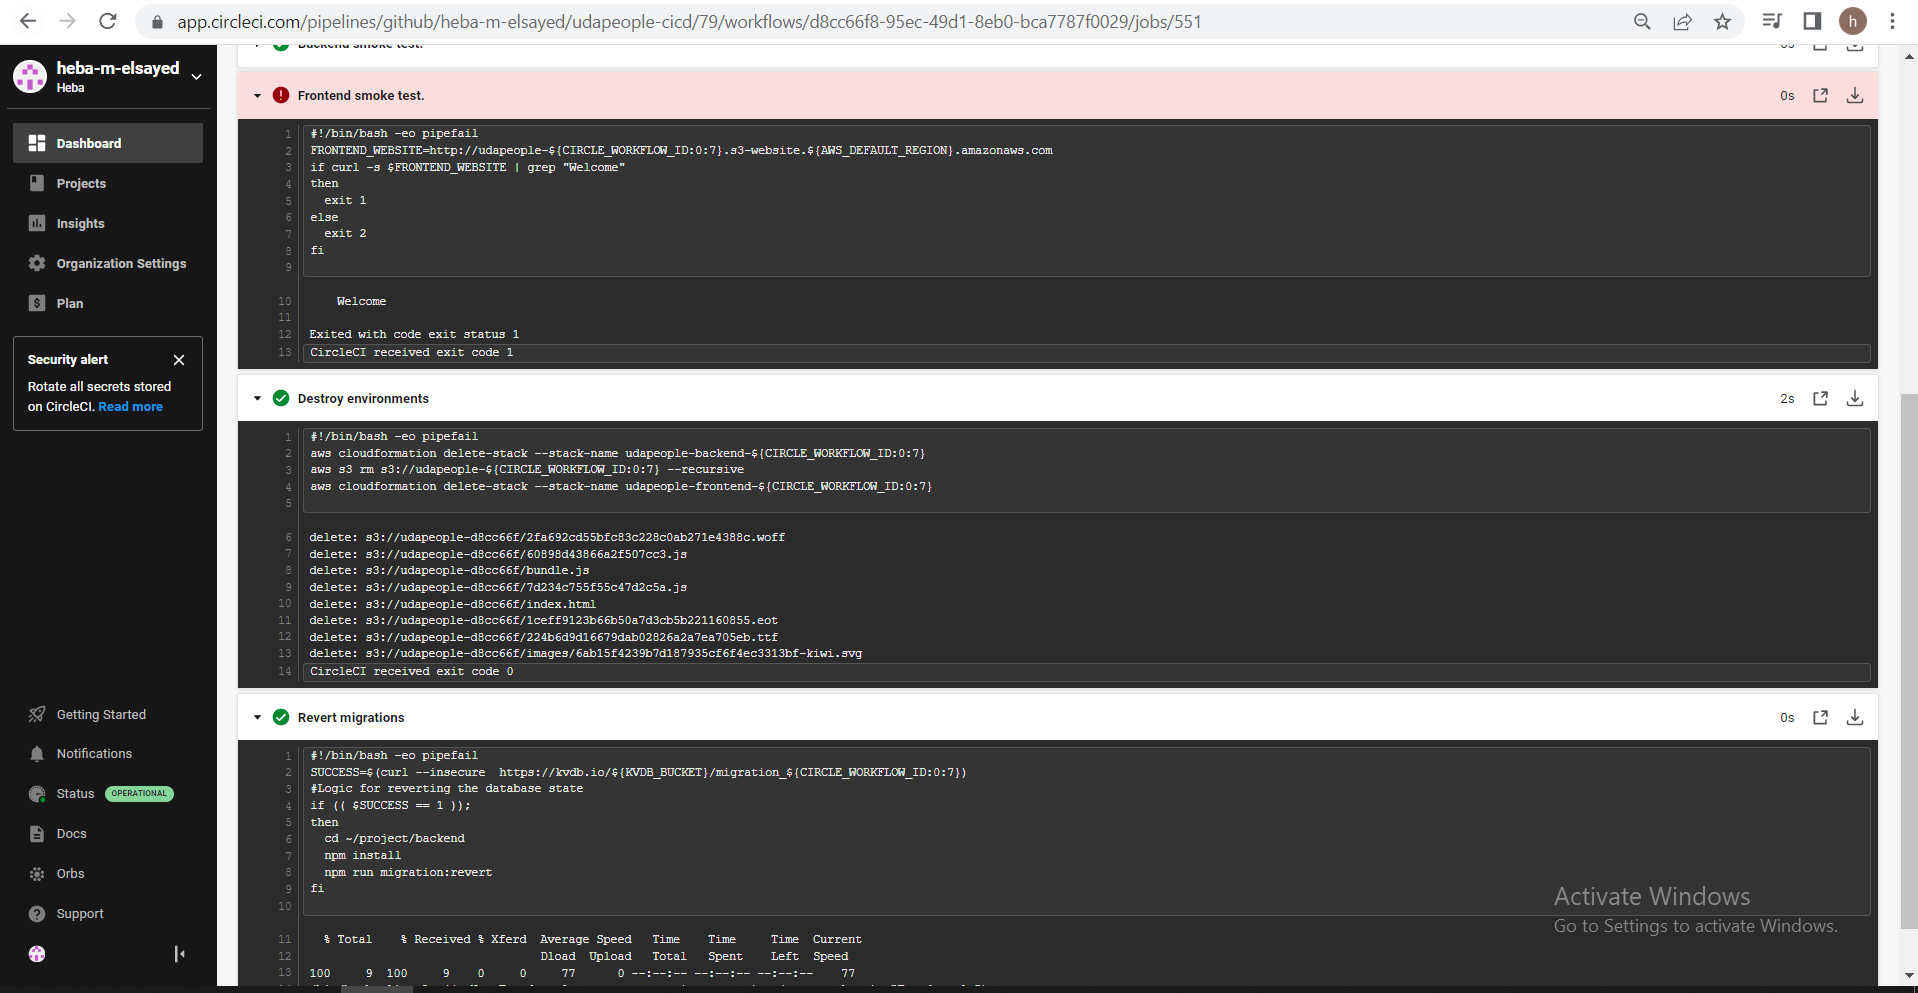 app.circleci.com/pipelines/github/heba-m-elsayed/udapeople-cicd/79/workflows/d8cc66f8-95ec-49d1-8eb0-bca7787f0029/jobs/551
h
heba-m-elsayed
Heba
Dashboard
Projects
Insights
Organization Settings
Plan
Security alert
Rotate all secrets stored
on CircleCI. Read more
Getting Started
Notifications
Status OPERATIONAL
Docs
Orbs
Support
Backend smoke test.
0s
Frontend smoke test.
0s
1 #!/bin/bash -eo pipefail
2 FRONTEND_WEBSITE=http://udapeople-${CIRCLE_WORKFLOW_ID:0:7}.s3-website.${AWS_DEFAULT_REGION}.amazonaws.com
3 if curl -s $FRONTEND_WEBSITE | grep "Welcome"
4 then
5 exit 1
6 else
7 exit 2
8 fi
9
10 Welcome
11
12 Exited with code exit status 1
13 CircleCI received exit code 1
Destroy environments
2s
1 #!/bin/bash -eo pipefail
2 aws cloudformation delete-stack --stack-name udapeople-backend-${CIRCLE_WORKFLOW_ID:0:7}
3 aws s3 rm s3://udapeople-${CIRCLE_WORKFLOW_ID:0:7} --recursive
4 aws cloudformation delete-stack --stack-name udapeople-frontend-${CIRCLE_WORKFLOW_ID:0:7}
5
6 delete: s3://udapeople-d8cc66f/2fa692cd55bfc83c228c0ab271e4388c.woff
7 delete: s3://udapeople-d8cc66f/60898d43866a2f507cc3.js
8 delete: s3://udapeople-d8cc66f/bundle.js
9 delete: s3://udapeople-d8cc66f/7d234c755f55c47d2c5a.js
10 delete: s3://udapeople-d8cc66f/index.html
11 delete: s3://udapeople-d8cc66f/1ceff9123b66b50a7d3cb5b221160855.eot
12 delete: s3://udapeople-d8cc66f/224b6d9d16679dab02826a2a7ea705eb.ttf
13 delete: s3://udapeople-d8cc66f/images/6ab15f4239b7d187935cf6f4ec3313bf-kiwi.svg
14 CircleCI received exit code 0
Revert migrations
0s
1 #!/bin/bash -eo pipefail
2 SUCCESS=$(curl --insecure https://kvdb.io/${KVDB_BUCKET}/migration_${CIRCLE_WORKFLOW_ID:0:7})
3 #Logic for reverting the database state
4 if (( $SUCCESS == 1 ));
5 then
6 cd ~/project/backend
7 npm install
8 npm run migration:revert
9 fi
10
11 % Total % Received % Xferd Average Speed Time Time Time Current
12 Dload Upload Total Spent Left Speed
13 100 9 100 9 0 0 77 0 --:--:-- --:--:-- --:--:-- 77
Activate Windows
Go to Settings to activate Windows.